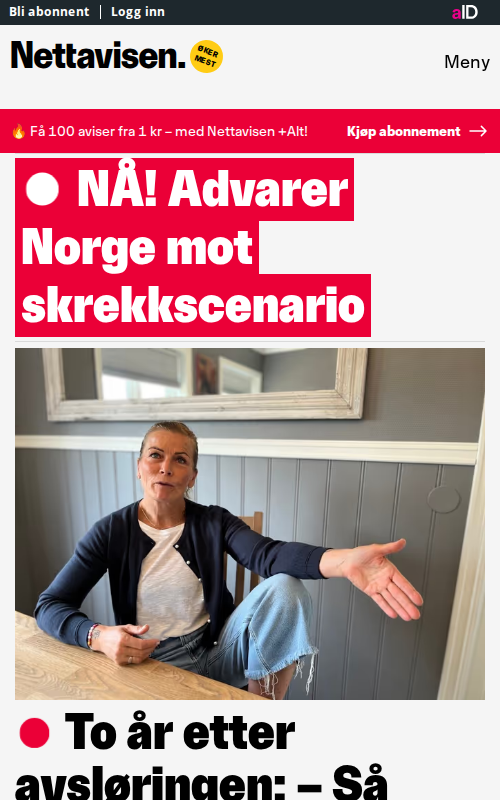 Bli abonnent | Logg inn
aID
Nettavisen.
ØKER
MEST
Meny
🔥 Få 100 aviser fra 1 kr – med Nettavisen +Alt!
Kjøp abonnement →
NÅ! Advarer
Norge mot
skrekkscenario
To år etter
avsløringen: – Så